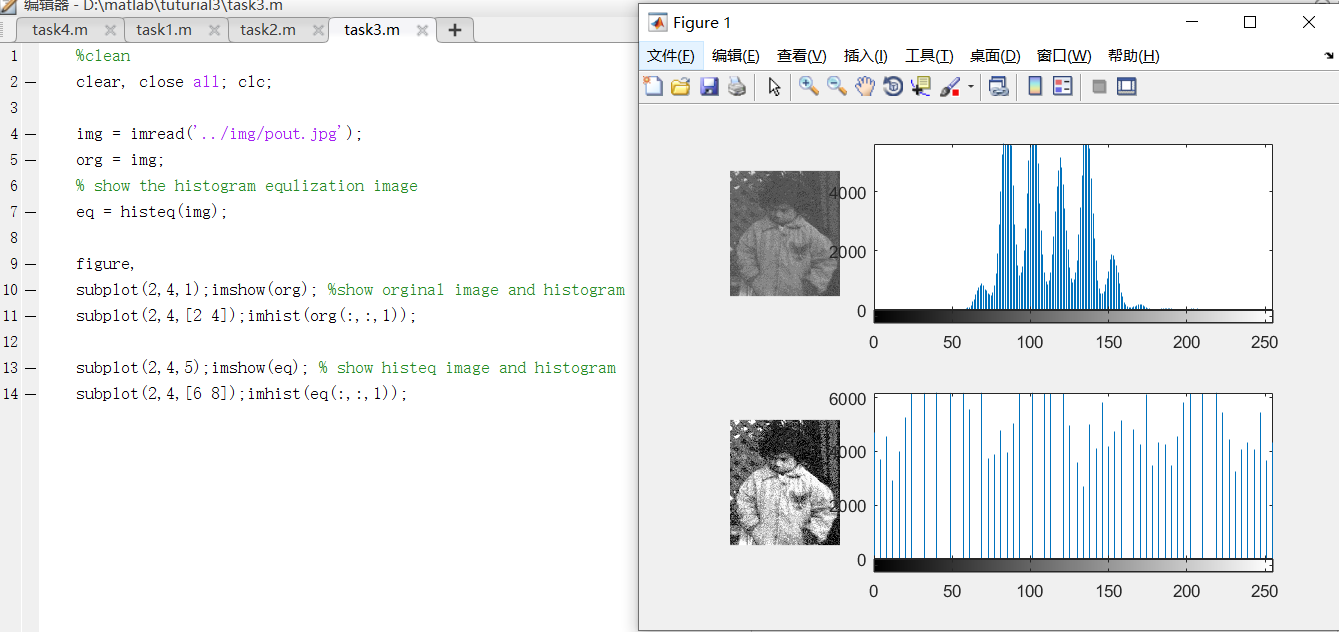 编辑器 - D:\matlab\tuturial3\task3.m
task4.m task1.m task2.m task3.m
1 %clean
2 clear, close all; clc;
3
4 img = imread('../img/pout.jpg');
5 org = img;
6 % show the histogram equlization image
7 eq = histeq(img);
8
9 figure,
10 subplot(2,4,1);imshow(org); %show orginal image and histogram
11 subplot(2,4,[2 4]);imhist(org(:,:,1));
12
13 subplot(2,4,5);imshow(eq); % show histeq image and histogram
14 subplot(2,4,[6 8]);imhist(eq(:,:,1));
Figure 1
文件(F) 编辑(E) 查看(V) 插入(I) 工具(T) 桌面(D) 窗口(W) 帮助(H)
4000
2000
0
0 50 100 150 200 250
6000
4000
2000
0
0 50 100 150 200 250